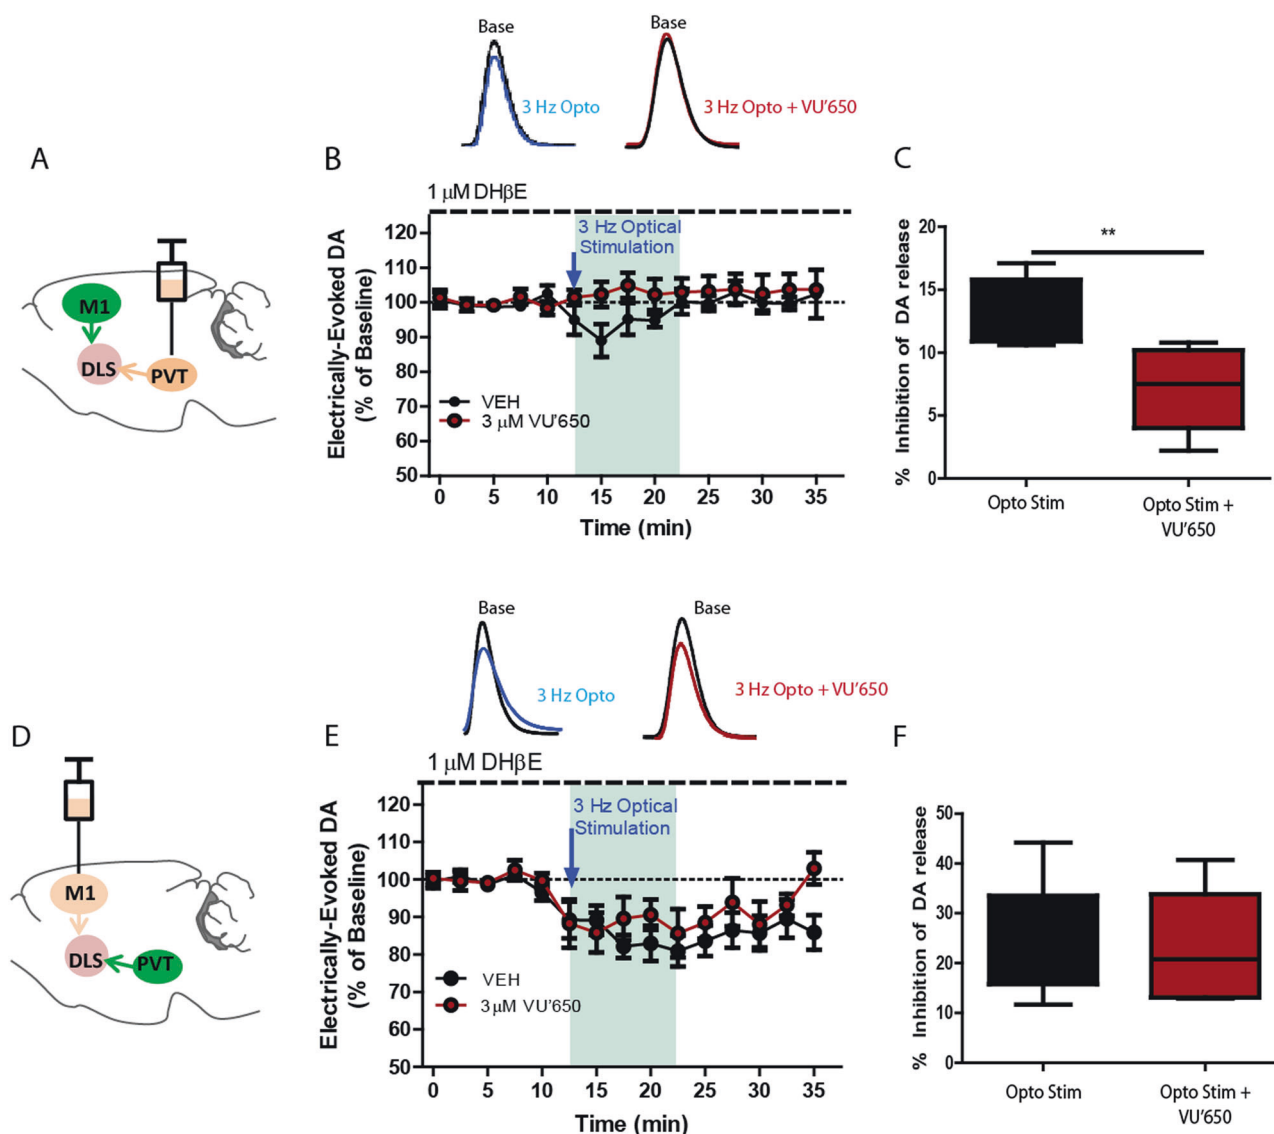 Base
Base
3 Hz Opto
3 Hz Opto + VU'650
A
B
C
1 µM DHβE
M1
DLS
PVT
Electrically-Evoked DA
(% of Baseline)
120
110
100
90
80
70
60
50
3 Hz Optical
Stimulation
VEH
3 µM VU'650
0
5
10
15
20
25
30
35
Time (min)
% Inhibition of DA release
20
15
10
5
0
**
Opto Stim
Opto Stim +
VU'650
Base
Base
3 Hz Opto
3 Hz Opto + VU'650
D
E
F
1 µM DHβE
M1
DLS
PVT
Electrically-Evoked DA
(% of Baseline)
120
110
100
90
80
70
60
50
3 Hz Optical
Stimulation
VEH
3 µM VU'650
0
5
10
15
20
25
30
35
Time (min)
% Inhibition of DA release
50
40
30
20
10
0
Opto Stim
Opto Stim +
VU'650